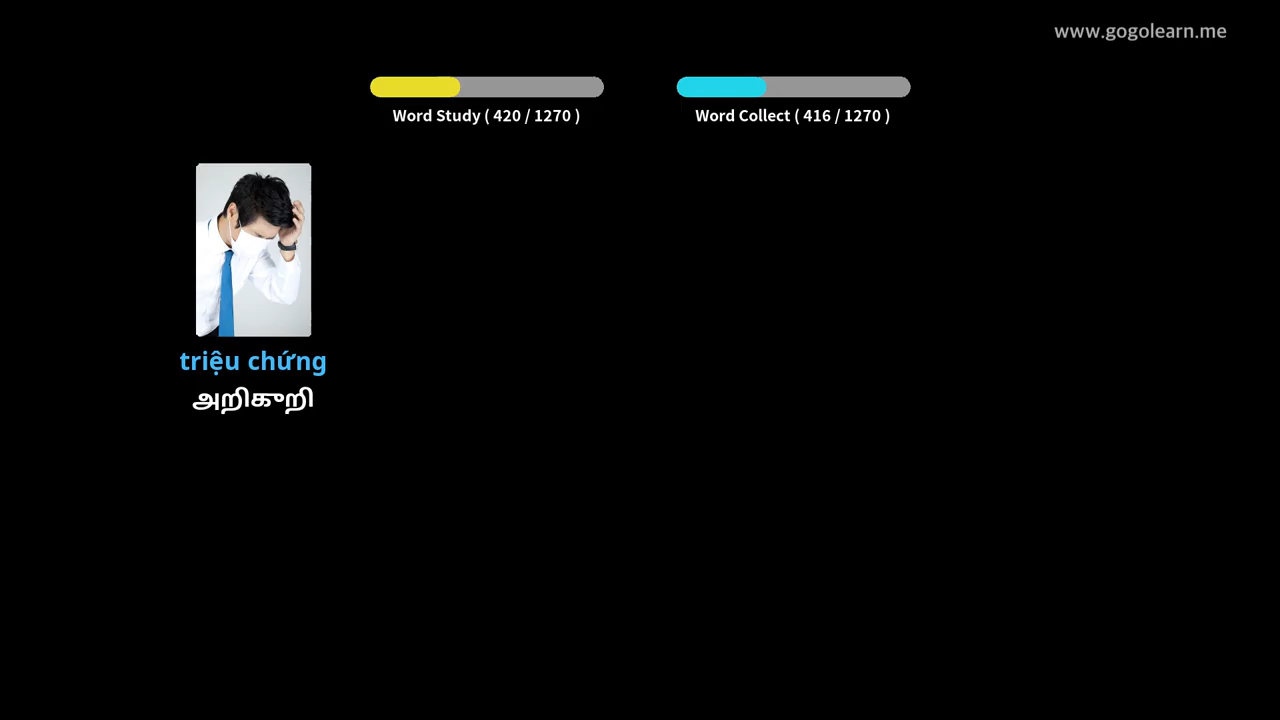 www.gogolearn.me
Word Study ( 420 / 1270 )
Word Collect ( 416 / 1270 )
triệu chứng
அறிகுறி